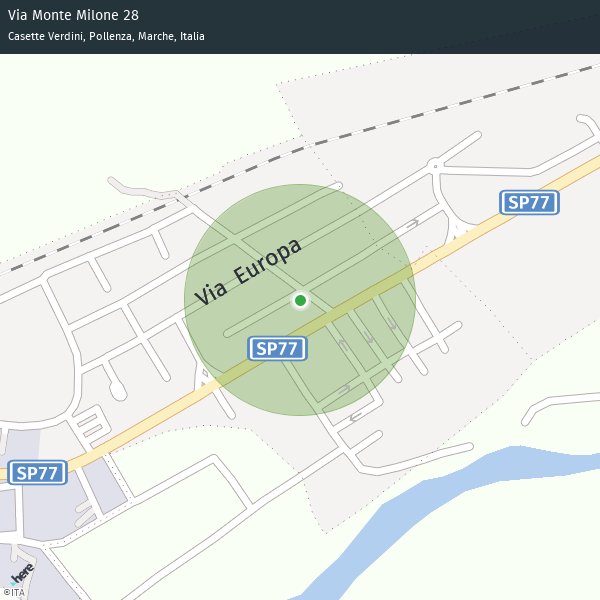 Via Monte Milone 28
Casette Verdini, Pollenza, Marche, Italia
SP77
Via Europa
SP77
SP77
here
©ITA